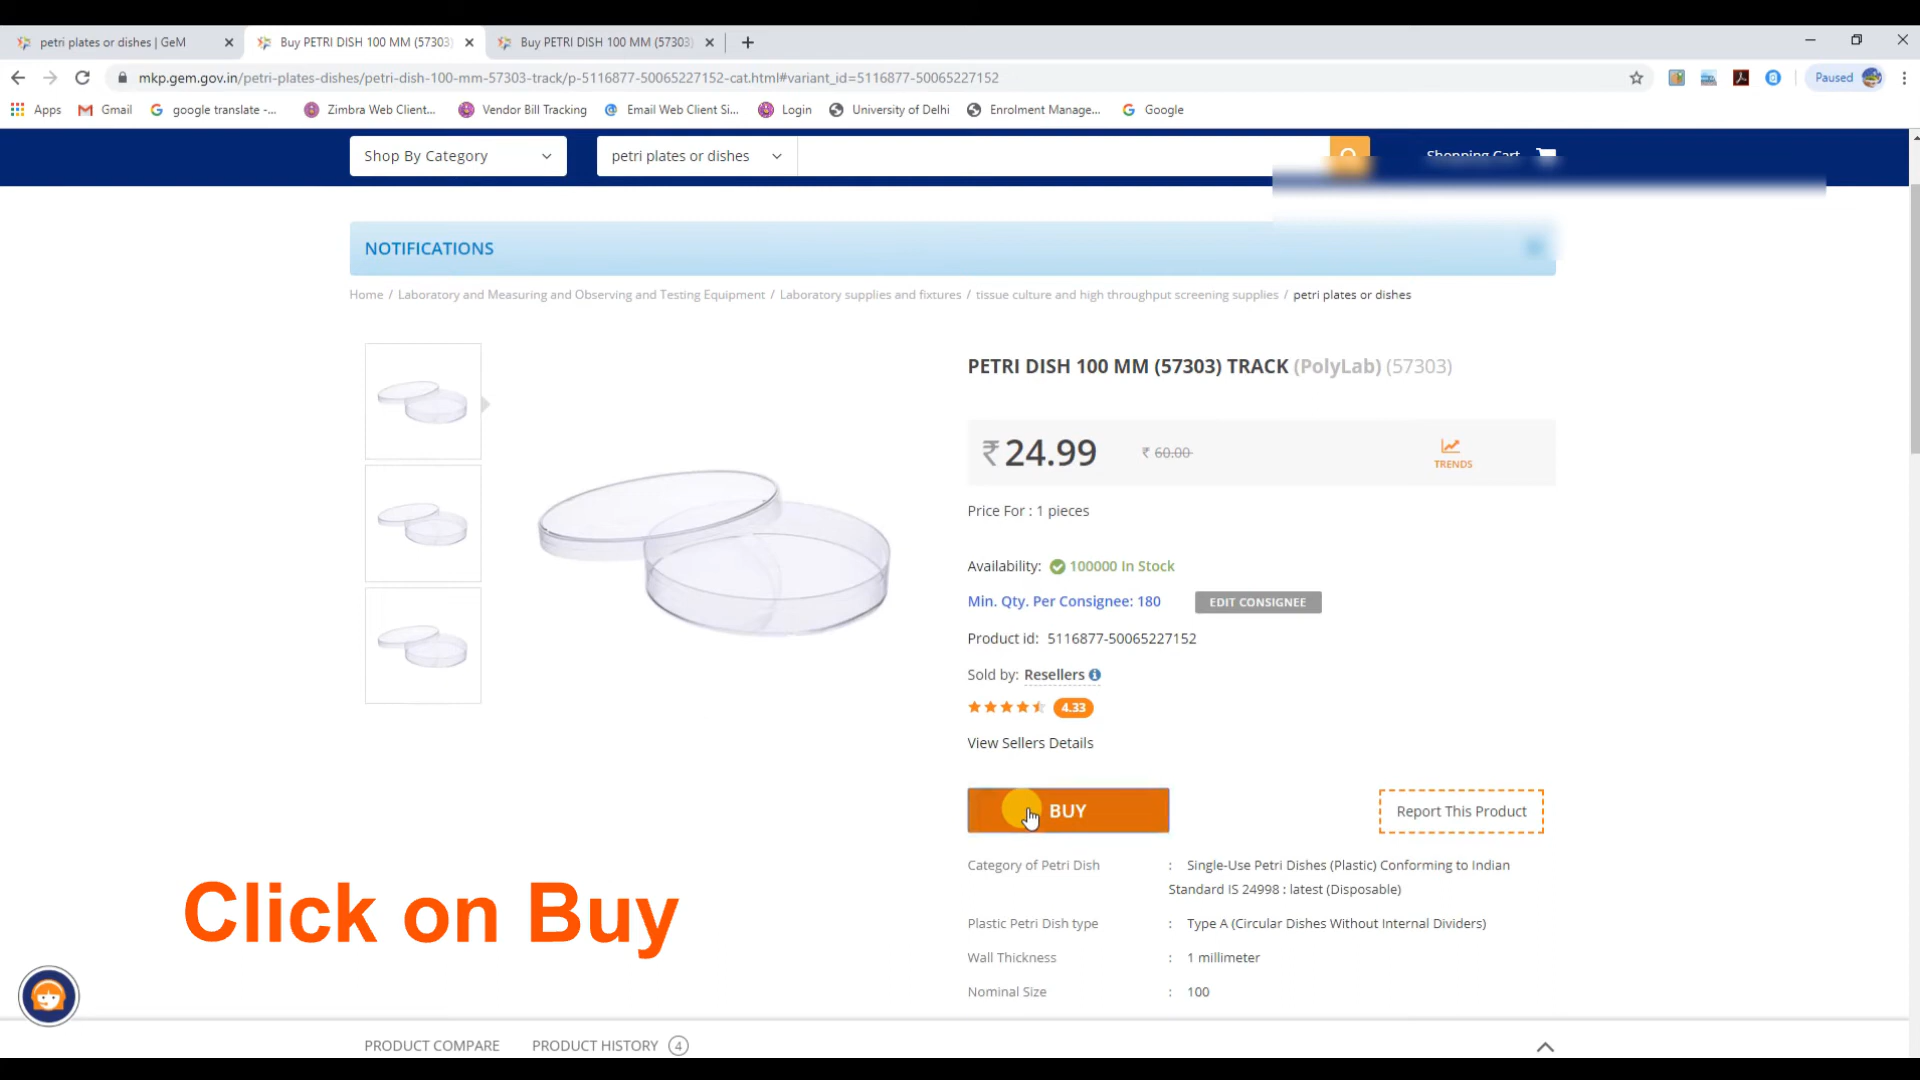 petri plates or dishes | GeM
Buy PETRI DISH 100 MM (57303)
Buy PETRI DISH 100 MM (57303)
mkp.gem.gov.in/petri-plates-dishes/petri-dish-100-mm-57303-track/p-5116877-50065227152-cat.html#variant_id=5116877-50065227152
Paused
Apps
Gmail
google translate -...
Zimbra Web Client...
Vendor Bill Tracking
Email Web Client Si...
Login
University of Delhi
Enrolment Manage...
Google
Shop By Category
petri plates or dishes
Shopping Cart
NOTIFICATIONS
Home / Laboratory and Measuring and Observing and Testing Equipment / Laboratory supplies and fixtures / tissue culture and high throughput screening supplies / petri plates or dishes
PETRI DISH 100 MM (57303) TRACK (PolyLab) (57303)
₹ 24.99
₹ 60.00
TRENDS
Price For : 1 pieces
Availability: 100000 In Stock
Min. Qty. Per Consignee: 180
EDIT CONSIGNEE
Product id: 5116877-50065227152
Sold by: Resellers
4.33
View Sellers Details
BUY
Report This Product
Category of Petri Dish : Single-Use Petri Dishes (Plastic) Conforming to Indian
Standard IS 24998 : latest (Disposable)
Plastic Petri Dish type : Type A (Circular Dishes Without Internal Dividers)
Wall Thickness : 1 millimeter
Nominal Size : 100
Click on Buy
PRODUCT COMPARE
PRODUCT HISTORY 4